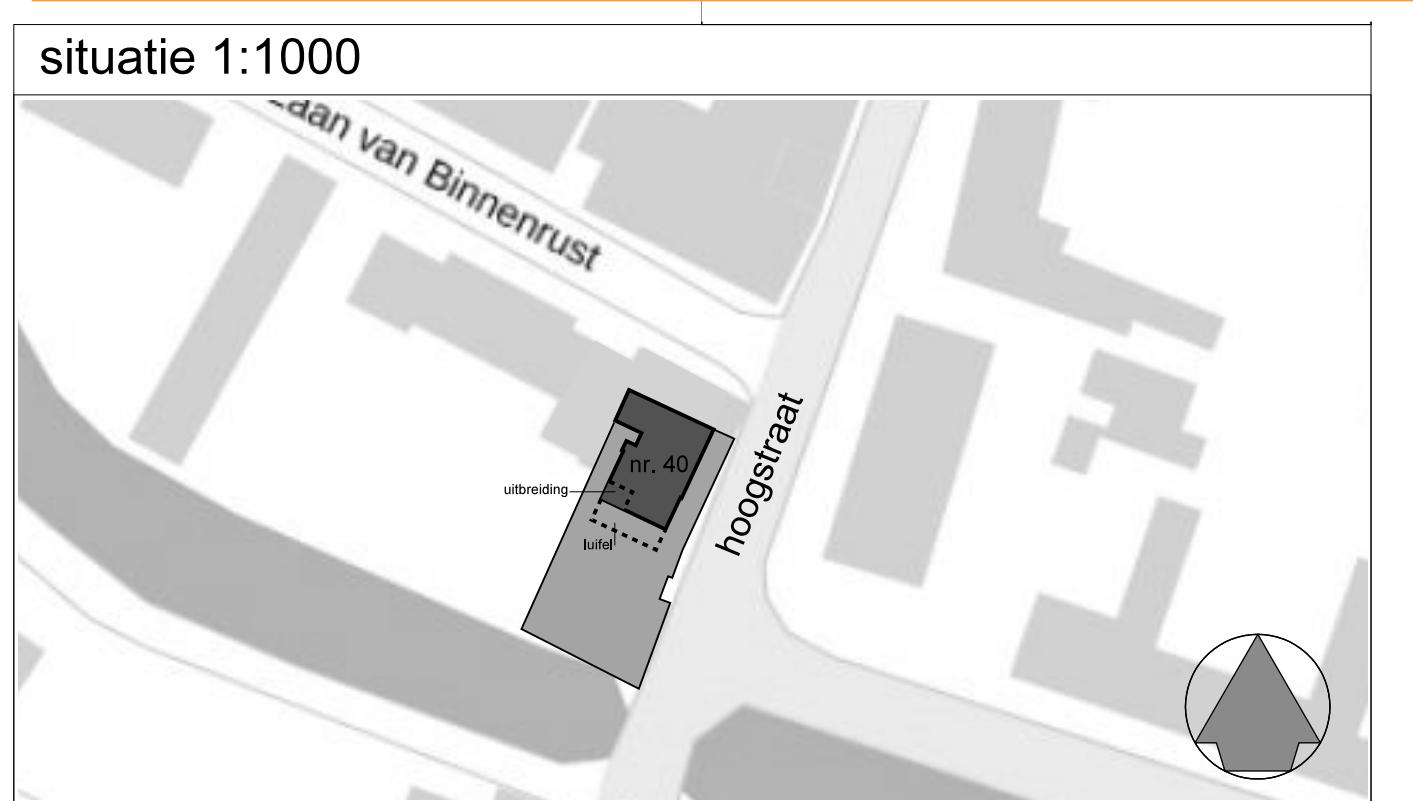 situatie 1:1000
Laan van Binnenrust
hoogstraat
nr. 40
uitbreiding
luifel